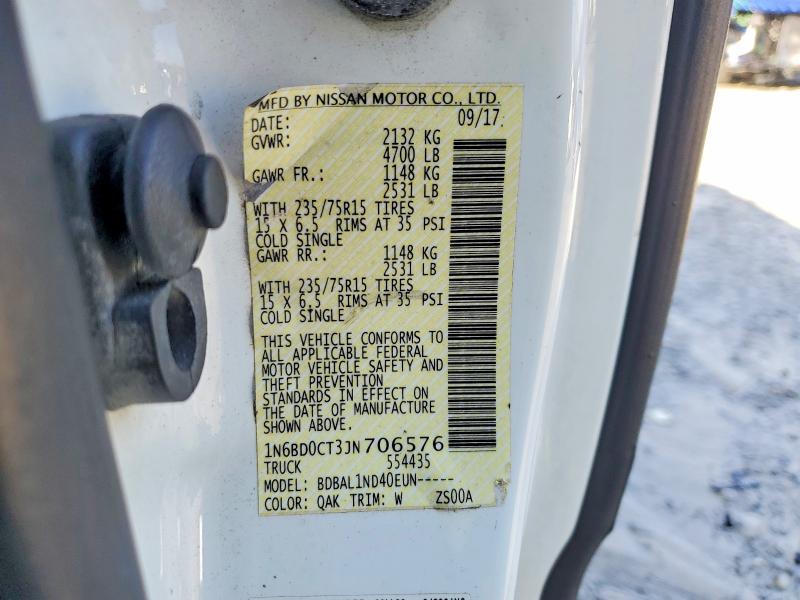 MFD BY NISSAN MOTOR CO., LTD.
DATE: 09/17
GVWR: 2132 KG
4700 LB
GAWR FR.: 1148 KG
2531 LB
WITH 235/75R15 TIRES
15 X 6.5 RIMS AT 35 PSI
COLD SINGLE
GAWR RR.: 1148 KG
2531 LB
WITH 235/75R15 TIRES
15 X 6.5 RIMS AT 35 PSI
COLD SINGLE
THIS VEHICLE CONFORMS TO
ALL APPLICABLE FEDERAL
MOTOR VEHICLE SAFETY AND
THEFT PREVENTION
STANDARDS IN EFFECT ON
THE DATE OF MANUFACTURE
SHOWN ABOVE.
1N6BD0CT3JN706576
TRUCK 554435
MODEL: BDBAL1ND40EUN-----
COLOR: QAK TRIM: W ZS00A